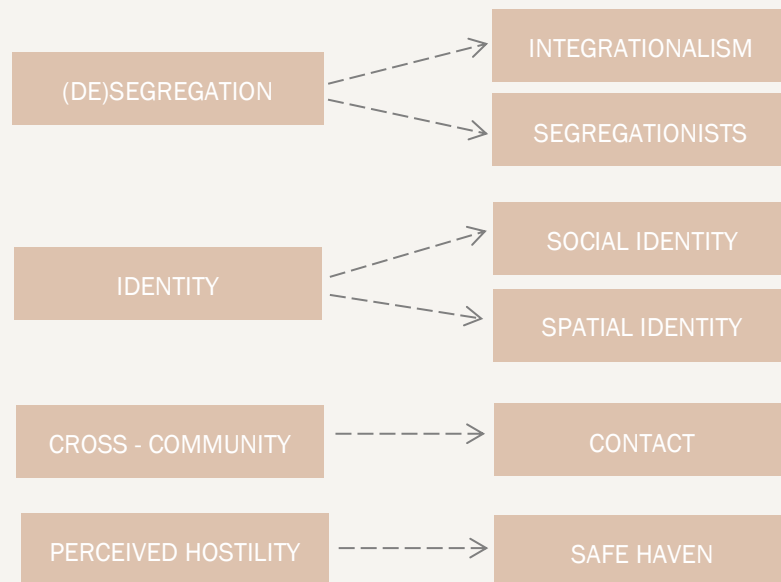 (DE)SEGREGATION
INTEGRATIONALISM
SEGREGATIONISTS
IDENTITY
SOCIAL IDENTITY
SPATIAL IDENTITY
CROSS - COMMUNITY
CONTACT
PERCEIVED HOSTILITY
SAFE HAVEN